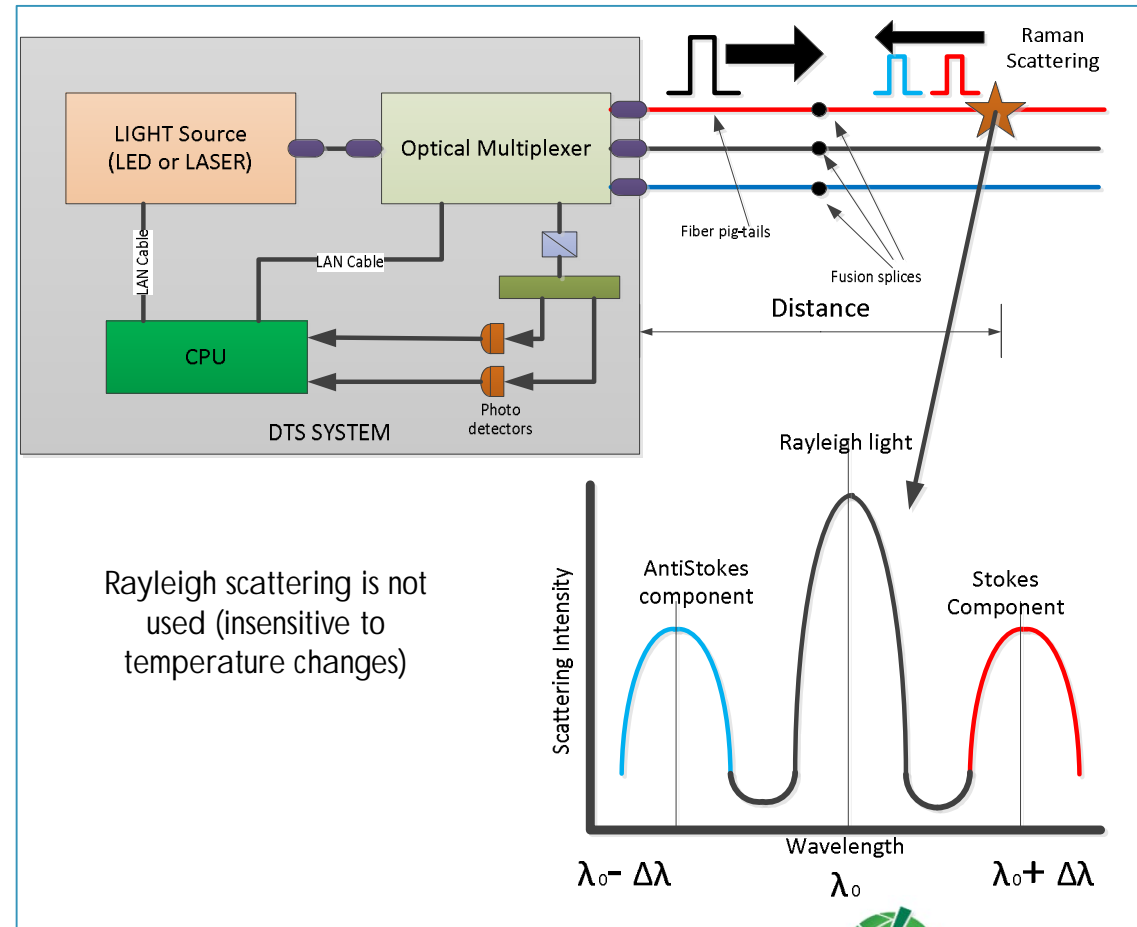 Raman
Scattering
LIGHT Source
(LED or LASER)
Optical Multiplexer
Fiber pig-tails
Fusion splices
LAN Cable
LAN Cable
Distance
CPU
Photo
detectors
DTS SYSTEM
Rayleigh light
Rayleigh scattering is not
used (insensitive to
temperature changes)
AntiStokes
component
Stokes
Component
Scattering Intensity
Wavelength
λ₀- Δλ
λ₀
λ₀+ Δλ